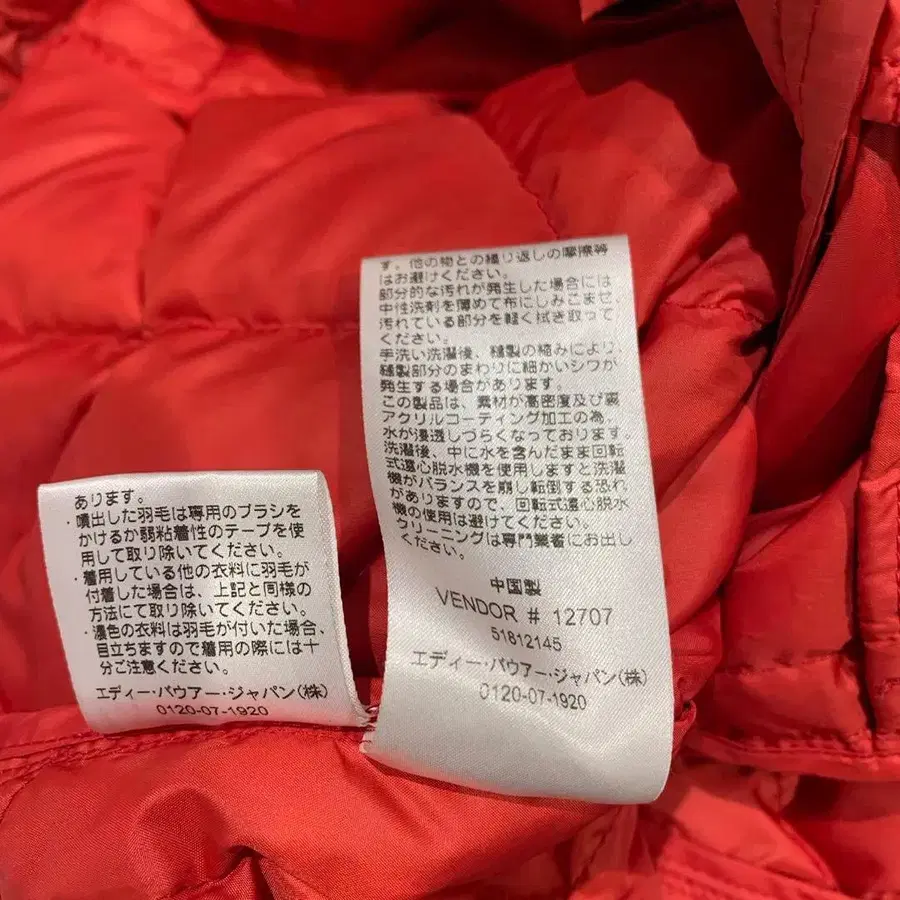 あります。
・噴出した羽毛は専用のブラシを
かけるか弱粘着性のテープを使
用して取り除いてください。
・着用している他の衣料に羽毛が
付着した場合は、上記と同様の
方法にて取り除いてください。
・濃色の衣料は羽毛が付いた場合、
目立ちますので着用の際には十
分ご注意ください。
エディー・バウアー・ジャパン(株)
0120-07-1920
す。他の物との繰り返しの摩擦等
はお避けください。
部分的な汚れが発生した場合には
中性洗剤を薄めて布にしみこませ、
汚れている部分を軽く拭き取って
ください。
手洗い洗濯後、縫製の縮みにより、
縫製部分のまわりに細かいシワが
発生する場合があります。
この製品は、素材が高密度及び裏
アクリルコーティング加工の為、
水が浸透しづらくなっております。
洗濯後、中に水を含んだまま回転
式遠心脱水機を使用しますと洗濯
機がバランスを崩し転倒する恐れ
がありますので、回転式遠心脱水
機の使用は避けてください。
クリーニングは専門業者にお出し
ください。
中国製
VENDOR # 12707
51812145
エディー・バウアー・ジャパン(株)
0120-07-1920